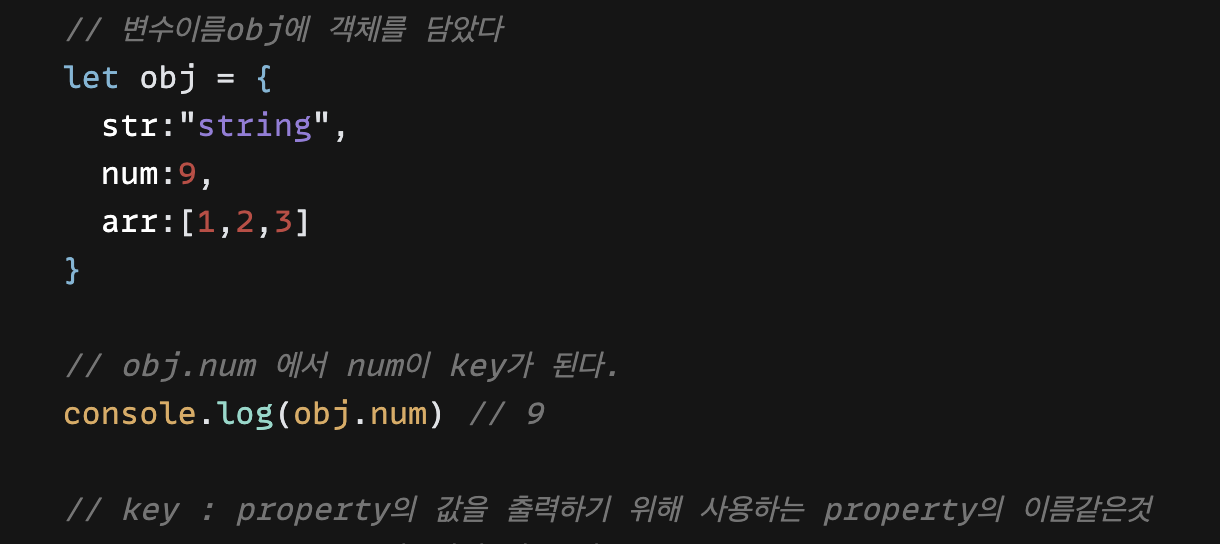 // 변수이름obj에 객체를 담았다
let obj = {
str:"string",
num:9,
arr:[1,2,3]
}
// obj.num 에서 num이 key가 된다.
console.log(obj.num) // 9
// key : property의 값을 출력하기 위해 사용하는 property의 이름같은것